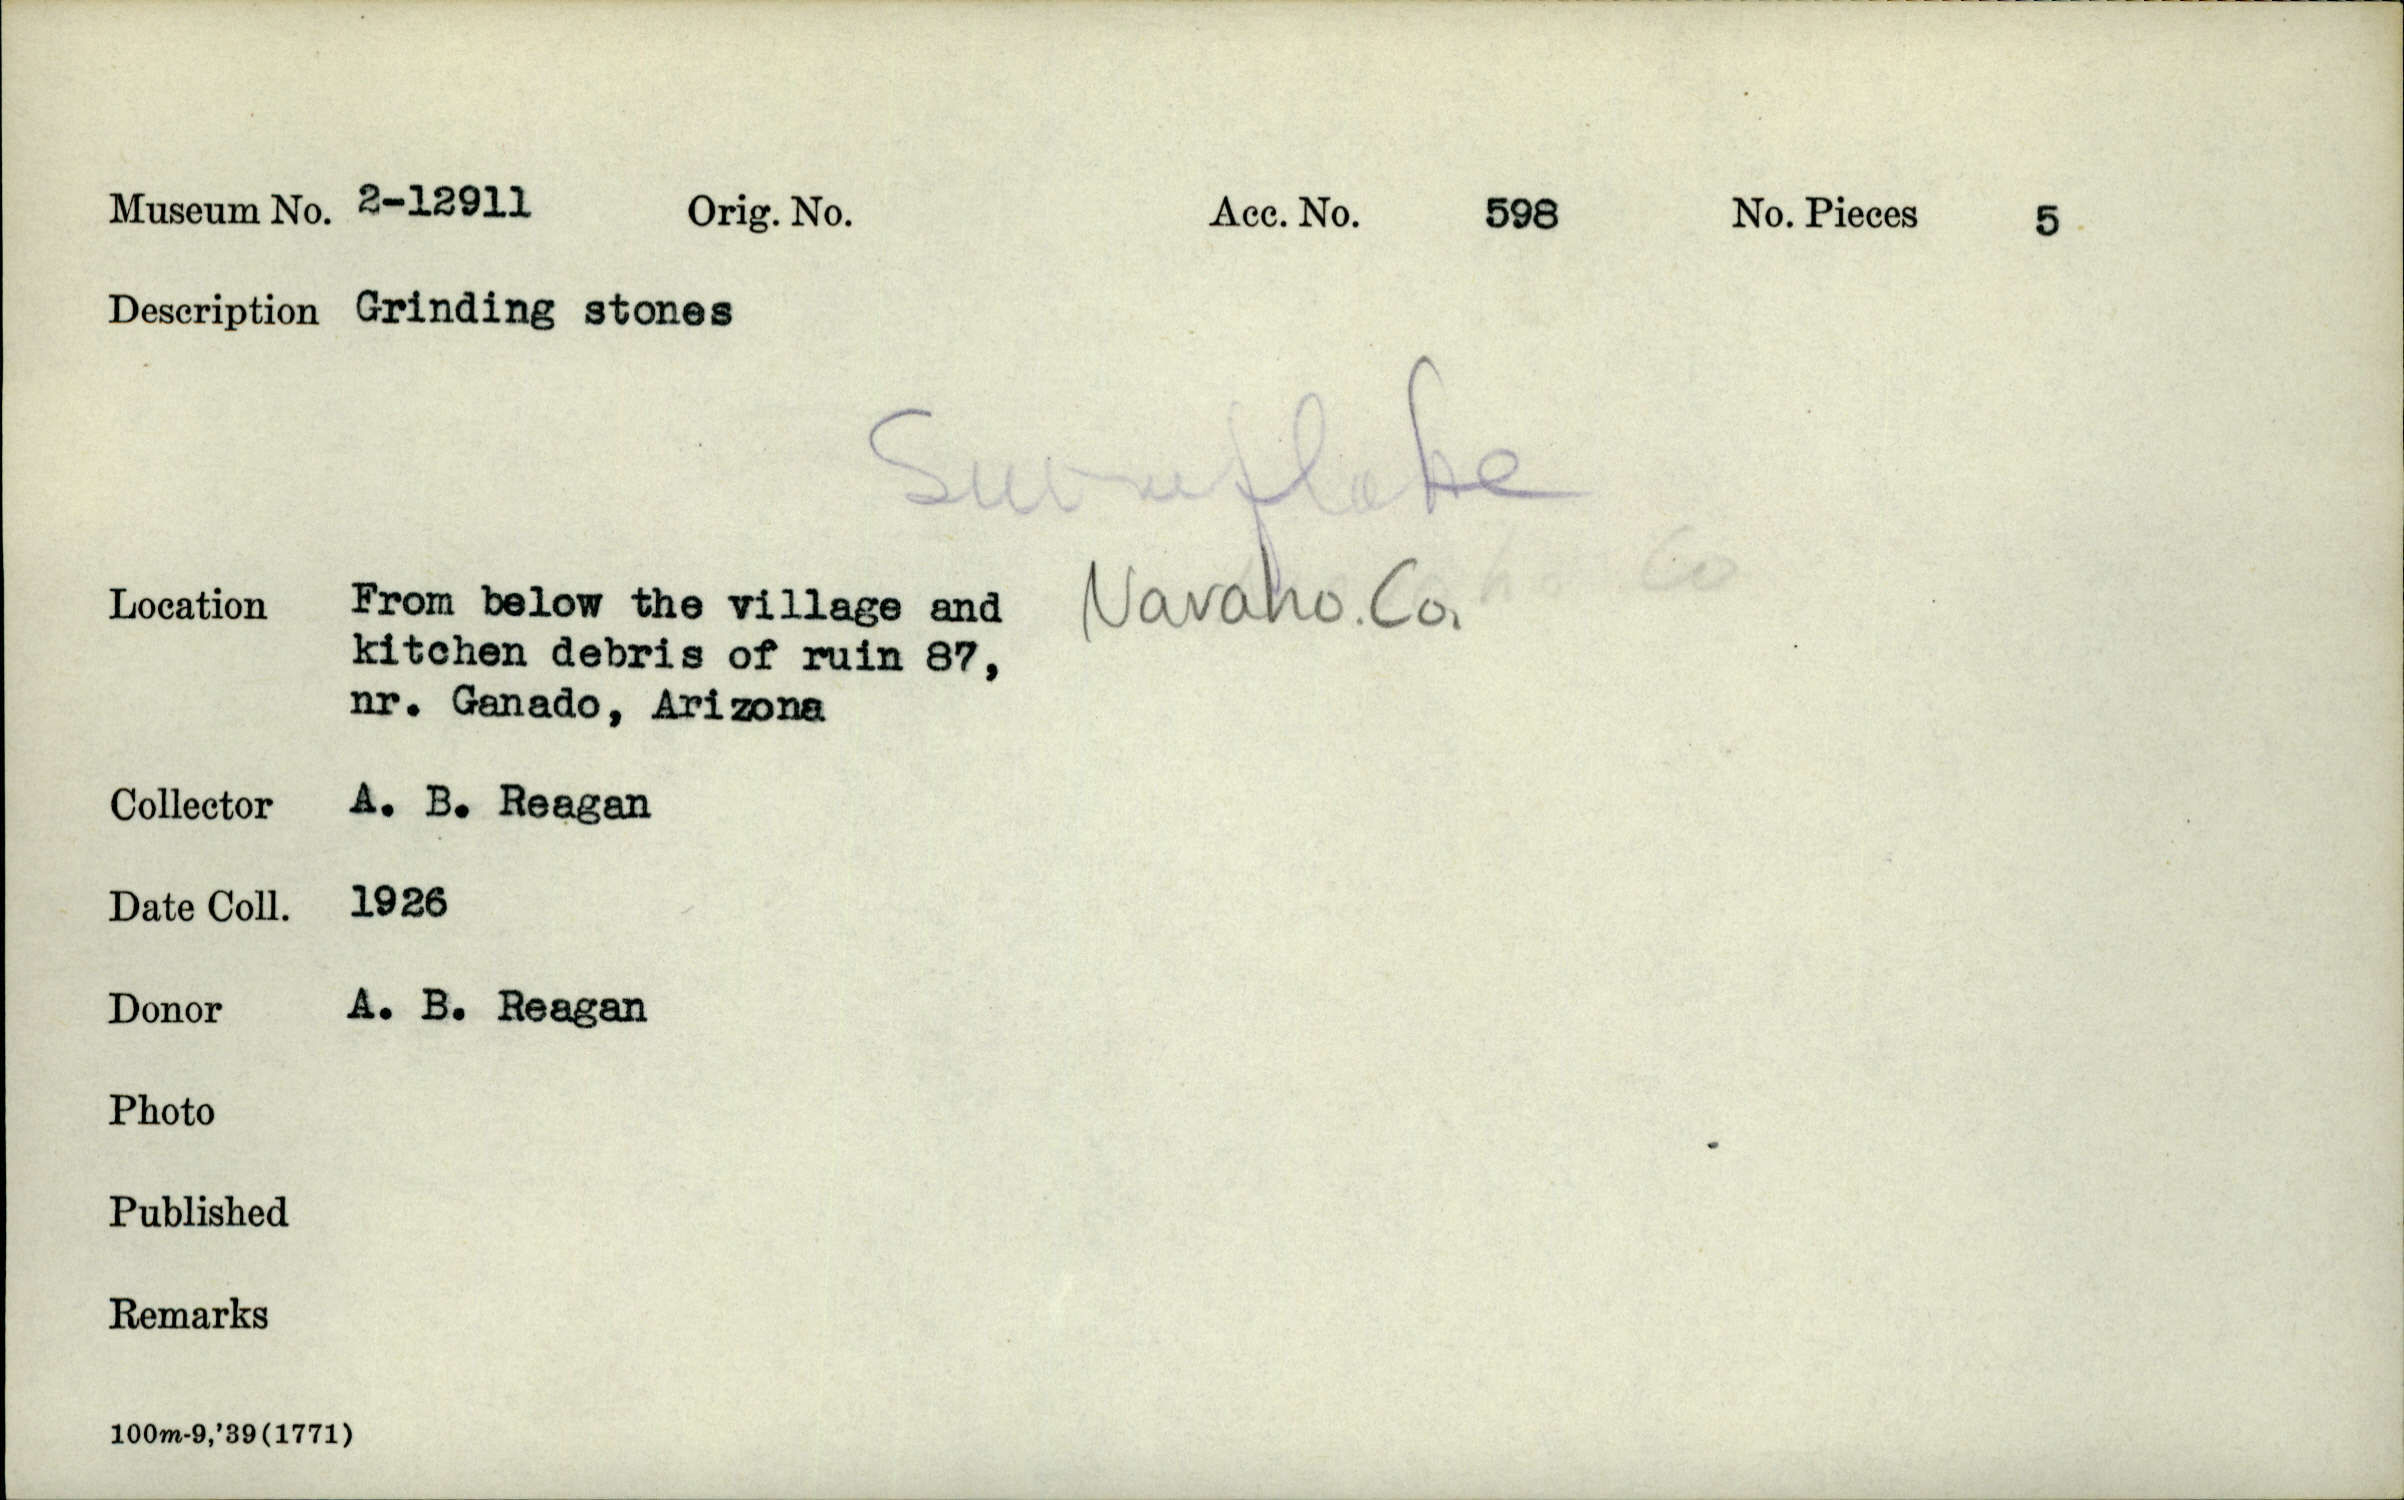 Museum No. 2-12911 Orig. No. Acc. No. 598 No. Pieces 5
Description Grinding stones
Snowflake
Location From below the village and Navaho. Co.
kitchen debris of ruin 87,
nr. Ganado, Arizona
Collector A. B. Reagan
Date Coll. 1926
Donor A. B. Reagan
Photo
Published
Remarks
100m-9,'39(1771)